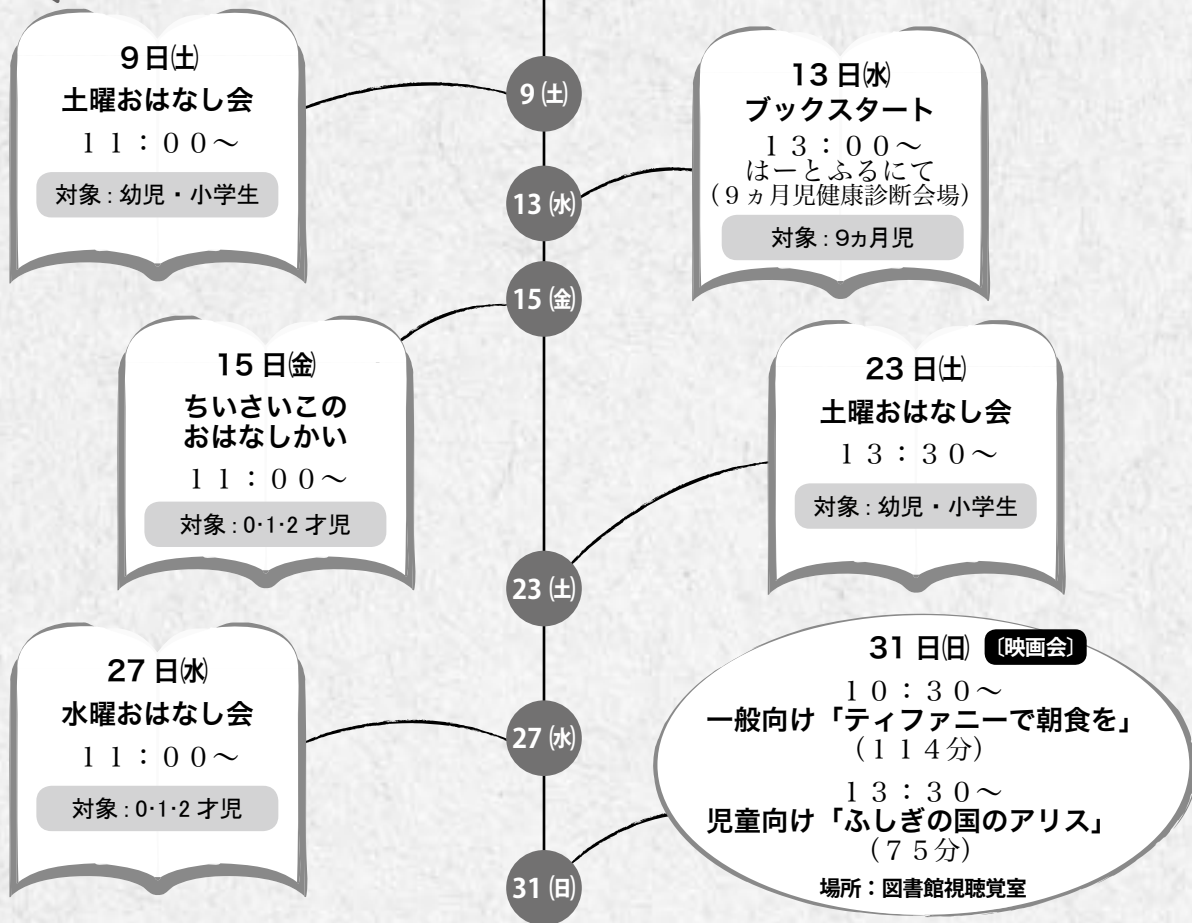 9日㈯
土曜おはなし会
11：00〜
対象：幼児・小学生
9 ㈯
13 日㈬
ブックスタート
13：00〜
はーとふるにて
（9ヵ月児健康診断会場）
対象：9ヵ月児
13 ㈬
15 ㈮
15 日㈮
ちいさいこの
おはなしかい
11：00〜
対象：0·1·2 才児
23 日㈯
土曜おはなし会
13：30〜
対象：幼児・小学生
23 ㈯
27 日㈬
水曜おはなし会
11：00〜
対象：0·1·2 才児
27 ㈬
31 日㈰ 〔映画会〕
10：30〜
一般向け「ティファニーで朝食を」
（114分）
13：30〜
児童向け「ふしぎの国のアリス」
（75分）
場所：図書館視聴覚室
31 ㈰